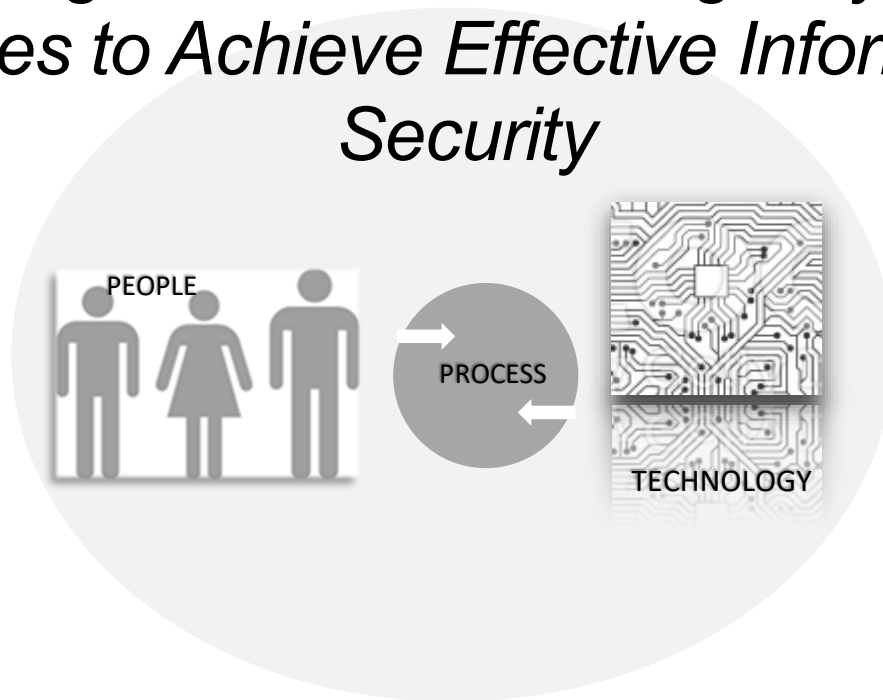 es to Achieve Effective Infor
Security
PEOPLE
PROCESS
TECHNOLOGY